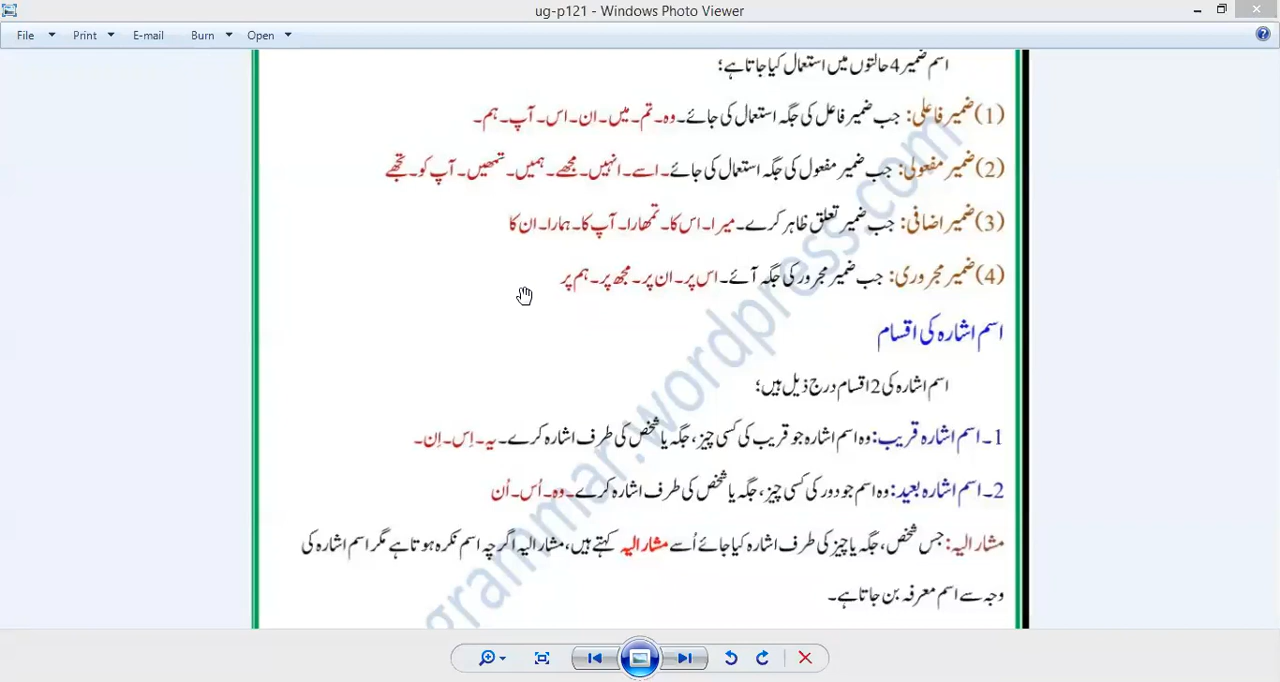 ug-p121 - Windows Photo Viewer
File Print E-mail Burn Open
اسم ضمیر 4 حالتوں میں استعمال کیا جاتا ہے؛
(1) ضمیر فاعلی: جب ضمیر فاعل کی جگہ استعمال کی جائے۔ وہ۔ تم۔ میں۔ ان۔ اس۔ آپ۔ ہم۔
(2) ضمیر مفعولی: جب ضمیر مفعول کی جگہ استعمال کی جائے۔ اسے۔ انہیں۔ مجھے۔ ہمیں۔ تمھیں۔ آپ کو۔ تجھے
(3) ضمیر اضافی: جب ضمیر تعلق ظاہر کرے۔ میرا۔ اس کا۔ تمھارا۔ آپ کا۔ ہمارا۔ ان کا
(4) ضمیر مجروری: جب ضمیر مجرور کی جگہ آئے۔ اس پر۔ ان پر۔ مجھ پر۔ ہم پر
اسم اشارہ کی اقسام
اسم اشارہ کی 2 اقسام درج ذیل ہیں؛
1۔ اسم اشارہ قریب: وہ اسم اشارہ جو قریب کی کسی چیز، جگہ یا شخص کی طرف اشارہ کرے۔ یہ۔ اِس۔ اِن۔
2۔ اسم اشارہ بعید: وہ اسم جو دور کی کسی چیز، جگہ یا شخص کی طرف اشارہ کرے۔ وہ۔ اُس۔ اُن
مشار الیہ: جس شخص، جگہ یا چیز کی طرف اشارہ کیا جائے اُسے مشار الیہ کہتے ہیں، مشار الیہ اگرچہ اسم نکرہ ہوتا ہے مگر اسم اشارہ کی
وجہ سے اسم معرفہ بن جاتا ہے۔
grammar.wordpress.com